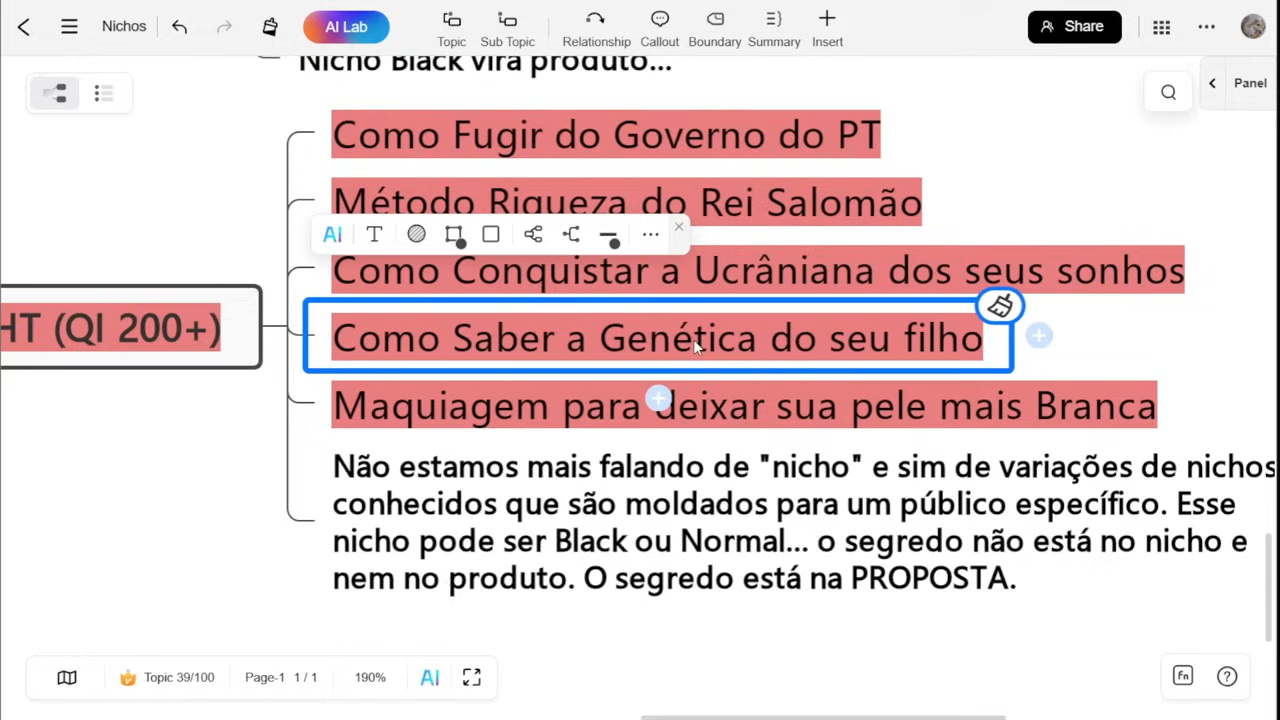 Nichos
AI Lab
Topic
Sub Topic
Relationship
Callout
Boundary
Summary
Insert
Share
Panel
Nicho Black vira produto...
Como Fugir do Governo do PT
Método Riqueza do Rei Salomão
AI
T
Como Conquistar a Ucrâniana dos seus sonhos
HT (QI 200+)
Como Saber a Genética do seu filho
Maquiagem para deixar sua pele mais Branca
Não estamos mais falando de "nicho" e sim de variações de nichos
conhecidos que são moldados para um público específico. Esse
nicho pode ser Black ou Normal... o segredo não está no nicho e
nem no produto. O segredo está na PROPOSTA.
Topic 39/100
Page-1 1 / 1
190%
AI
Fn